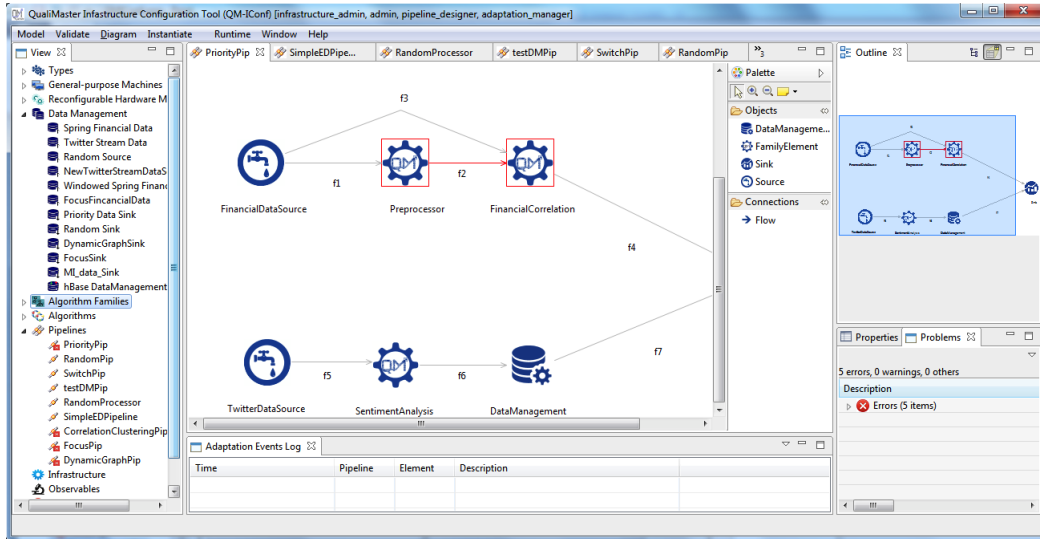 QualiMaster Infastructure Configuration Tool (QM-IConf) [infrastructure_admin, admin, pipeline_designer, adaptation_manager]
Model Validate Diagram Instantiate Runtime Window Help
View
Types
General-purpose Machines
Reconfigurable Hardware M
Data Management
Spring Financial Data
Twitter Stream Data
Random Source
NewTwitterStreamDataS
Windowed Spring Financ
FocusFincancialData
Priority Data Sink
Random Sink
DynamicGraphSink
FocusSink
MI_data_Sink
hBase DataManagement
Algorithm Families
Algorithms
Pipelines
PriorityPip
RandomPip
SwitchPip
testDMPip
RandomProcessor
SimpleEDPipeline
CorrelationClusteringPip
FocusPip
DynamicGraphPip
Infrastructure
Observables
PriorityPip SimpleEDPipe... RandomProcessor testDMPip SwitchPip RandomPip »3
f3
QM QM
f1 f2
FinancialDataSource Preprocessor FinancialCorrelation
f4
QM
f5 f6 f7
TwitterDataSource SentimentAnalysis DataManagement
Palette
Objects
DataManageme...
FamilyElement
Sink
Source
Connections
Flow
Adaptation Events Log
Time Pipeline Element Description
Outline
Properties Problems
5 errors, 0 warnings, 0 others
Description
Errors (5 items)